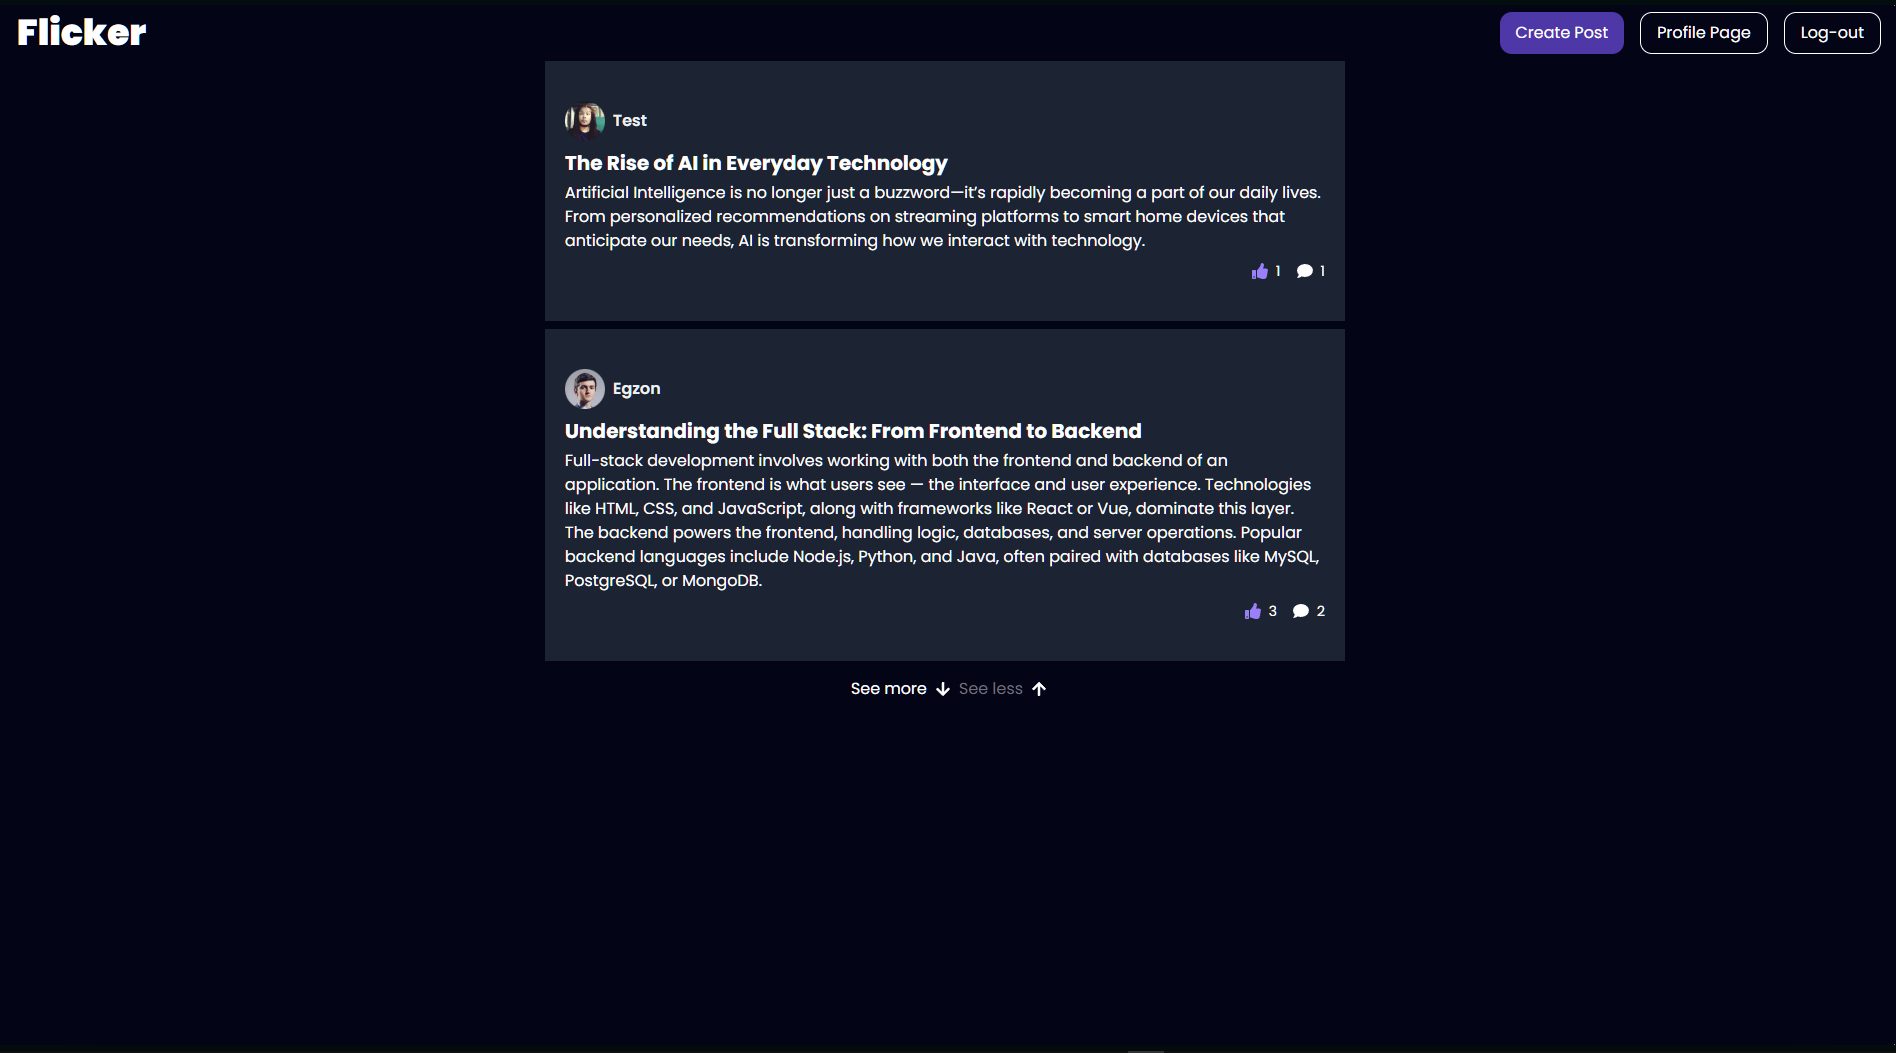 Flicker
Create Post
Profile Page
Log-out
Test
The Rise of AI in Everyday Technology
Artificial Intelligence is no longer just a buzzword—it’s rapidly becoming a part of our daily lives.
From personalized recommendations on streaming platforms to smart home devices that
anticipate our needs, AI is transforming how we interact with technology.
1 1
Egzon
Understanding the Full Stack: From Frontend to Backend
Full-stack development involves working with both the frontend and backend of an
application. The frontend is what users see — the interface and user experience. Technologies
like HTML, CSS, and JavaScript, along with frameworks like React or Vue, dominate this layer.
The backend powers the frontend, handling logic, databases, and server operations. Popular
backend languages include Node.js, Python, and Java, often paired with databases like MySQL,
PostgreSQL, or MongoDB.
3 2
See more See less